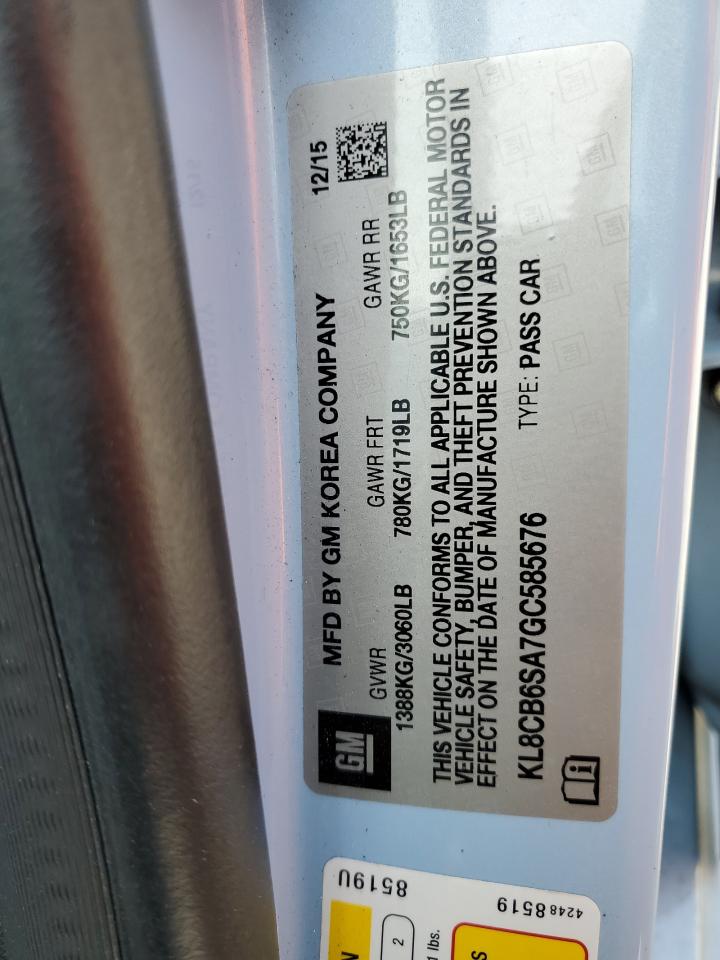 MFD BY GM KOREA COMPANY 12/15
GM
GVWR GAWR FRT GAWR RR
1388KG/3060LB 780KG/1719LB 750KG/1653LB
THIS VEHICLE CONFORMS TO ALL APPLICABLE U.S. FEDERAL MOTOR
VEHICLE SAFETY, BUMPER, AND THEFT PREVENTION STANDARDS IN
EFFECT ON THE DATE OF MANUFACTURE SHOWN ABOVE.
KL8CB6SA7GC585676 TYPE: PASS CAR
8519U
42488519
2
lbs.